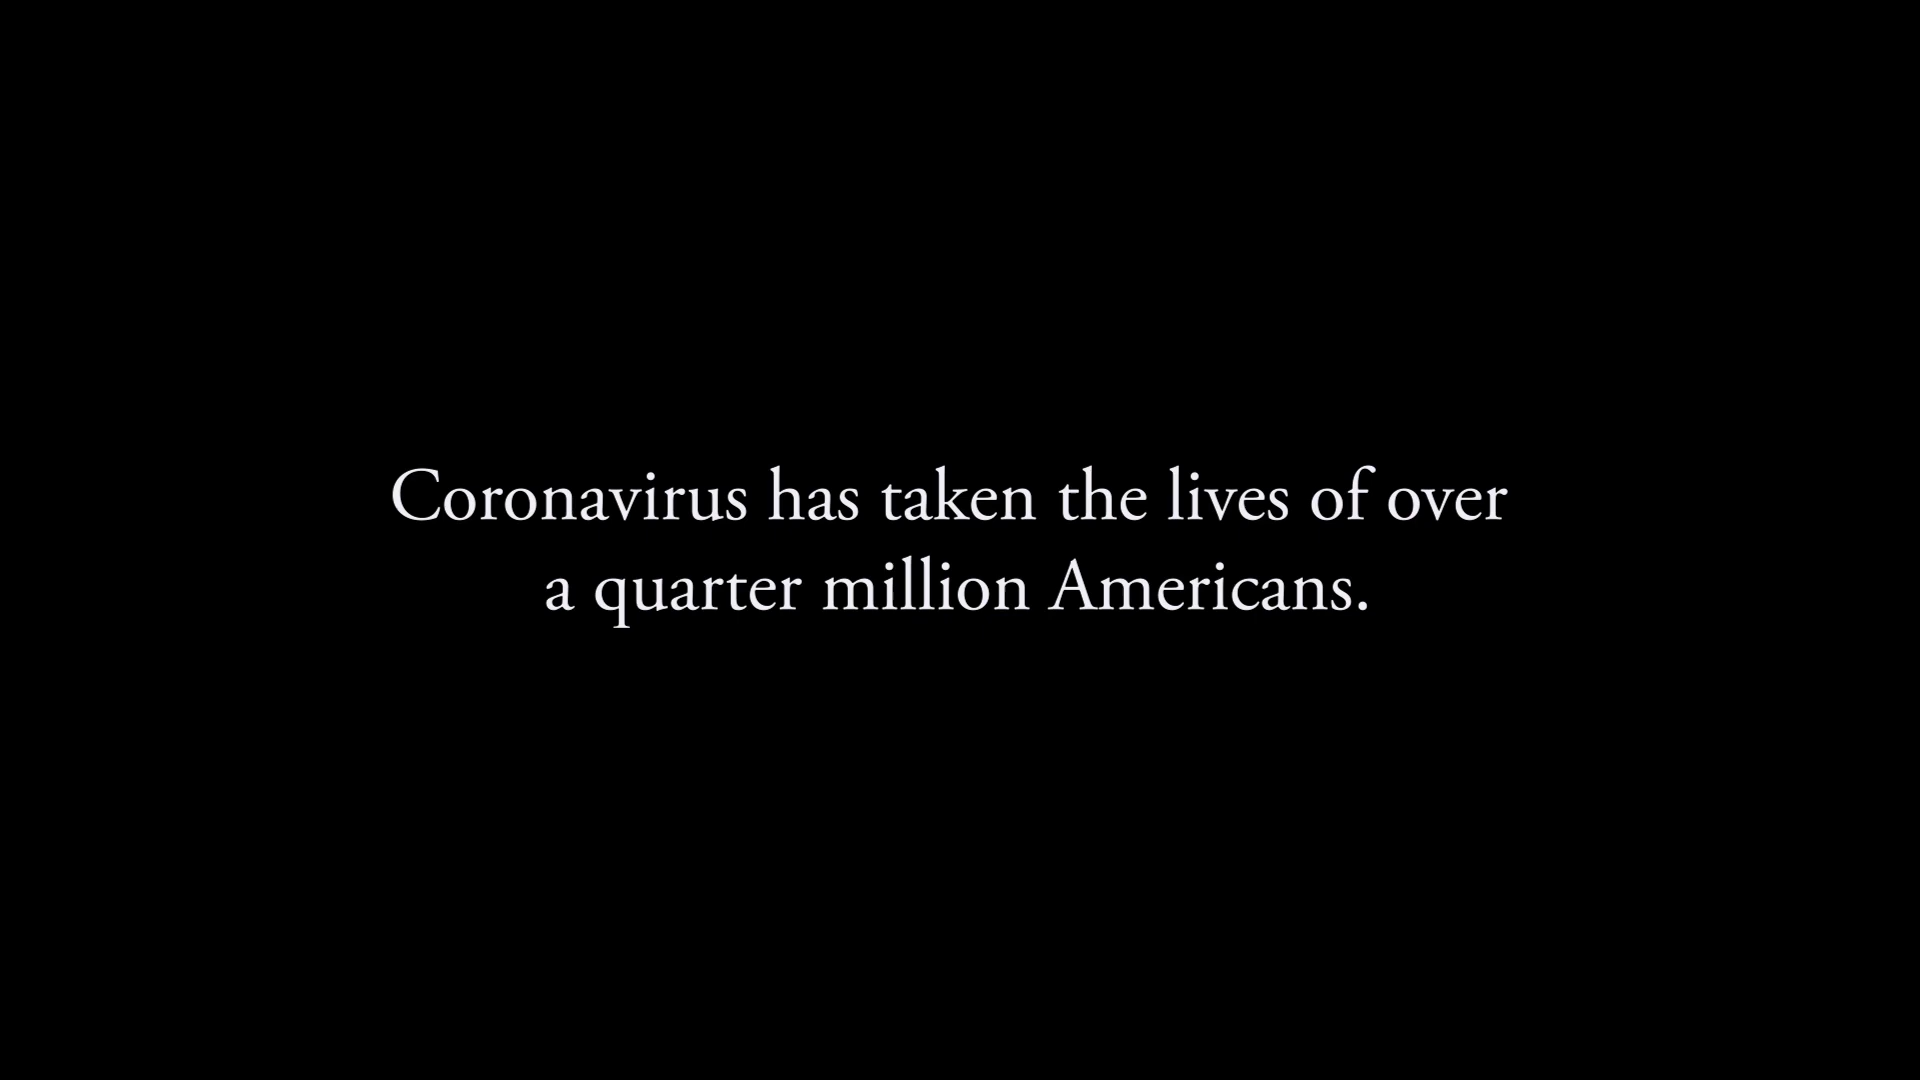 Coronavirus has taken the lives of over
a quarter million Americans.